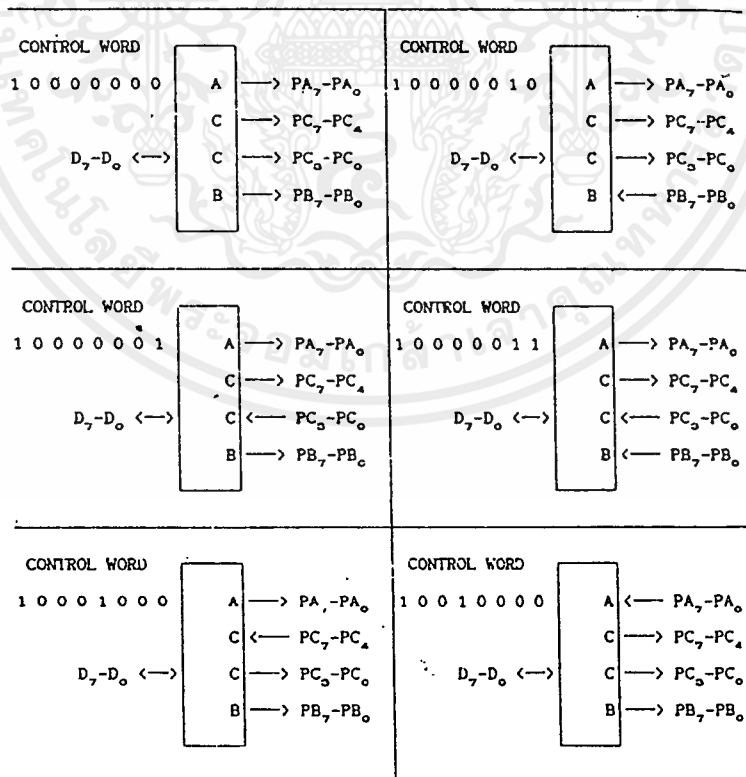 CONTROL WORD
1 0 0 0 0 0 0 0 A ⟶ PA₇-PA₀
C ⟶ PC₇-PC₄
D₇-D₀ <—> C ⟶ PC₃-PC₀
B ⟶ PB₇-PB₀
CONTROL WORD
1 0 0 0 0 0 1 0 A ⟶ PA₇-PA₀
C ⟶ PC₇-PC₄
D₇-D₀ <—> C ⟶ PC₃-PC₀
B ⟵ PB₇-PB₀
CONTROL WORD
1 0 0 0 0 0 0 1 A ⟶ PA₇-PA₀
C ⟶ PC₇-PC₄
D₇-D₀ <—> C ⟵ PC₃-PC₀
B ⟶ PB₇-PB₀
CONTROL WORD
1 0 0 0 0 0 1 1 A ⟶ PA₇-PA₀
C ⟶ PC₇-PC₄
D₇-D₀ <—> C ⟵ PC₃-PC₀
B ⟵ PB₇-PB₀
CONTROL WORD
1 0 0 0 1 0 0 0 A ⟶ PA,-PA₀
C ⟵ PC₇-PC₄
D₇-D₀ <—> C ⟶ PC₃-PC₀
B ⟶ PB₇-PB₀
CONTROL WORD
1 0 0 1 0 0 0 0 A ⟵ PA₇-PA₀
C ⟶ PC₇-PC₄
D₇-D₀ <—> C ⟶ PC₃-PC₀
B ⟶ PB₇-PB₀